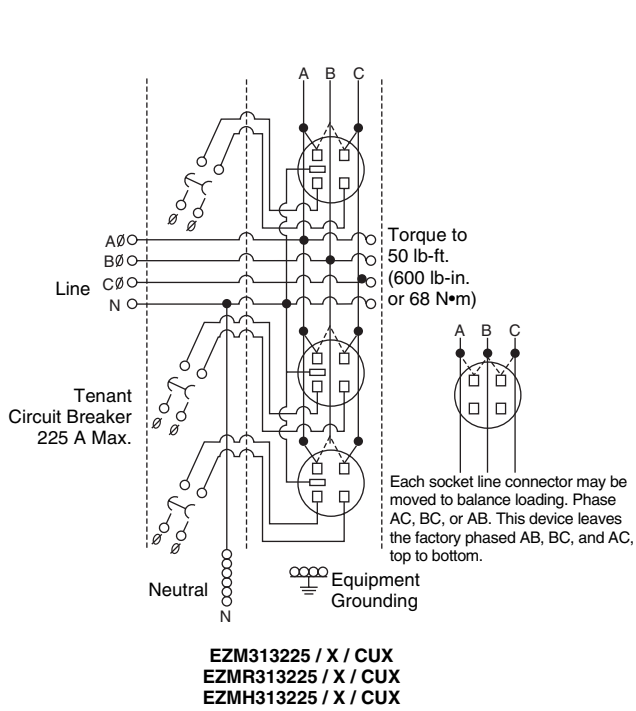 A B C
AØ
BØ
CØ
Line
N
Torque to
50 lb-ft.
(600 lb-in.
or 68 N•m)
A B C
Tenant
Circuit Breaker
225 A Max.
Ø Ø
Ø Ø
Ø Ø
Each socket line connector may be
moved to balance loading. Phase
AC, BC, or AB. This device leaves
the factory phased AB, BC, and AC,
top to bottom.
Neutral
N
Equipment
Grounding
EZM313225 / X / CUX
EZMR313225 / X / CUX
EZMH313225 / X / CUX